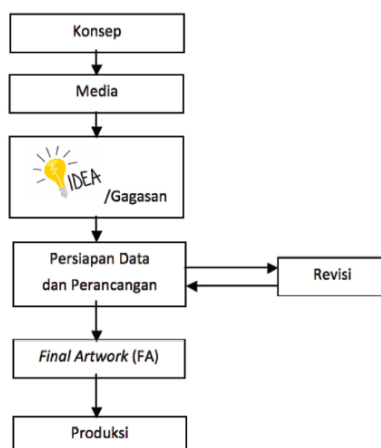 Konsep
Media
IDEA
/Gagasan
Persiapan Data
dan Perancangan
Revisi
Final Artwork (FA)
Produksi